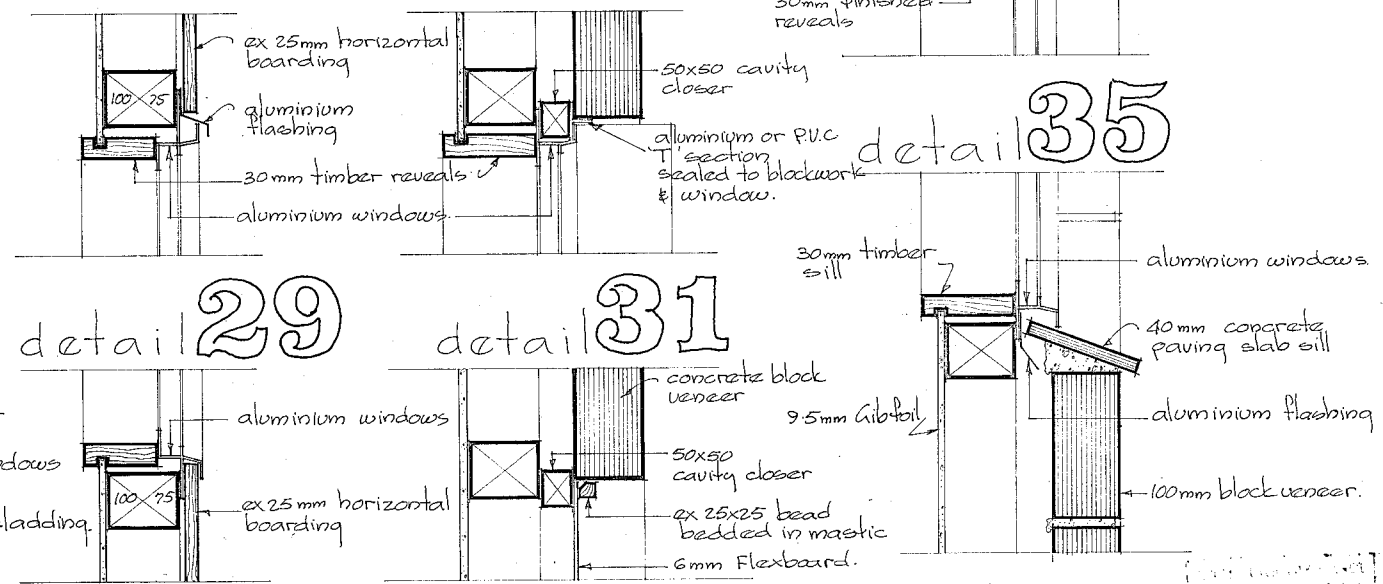 ex 25mm horizontal
boarding
100 75
aluminium
flashing
30mm timber reveals
aluminium windows.
50x50 cavity
closer
aluminium or P.V.C
'T' section
sealed to blockwork
& window.
30mm finished
reveals
detail 35
detail 29
detail 31
aluminium windows
100 75
ex 25mm horizontal
boarding
concrete block
veneer
50x50
cavity closer
ex 25x25 bead
bedded in mastic
6mm Flexboard.
30mm timber
sill
aluminium windows.
40mm concrete
paving slab sill
9.5mm Gibfoil
aluminium flashing
100mm block veneer.